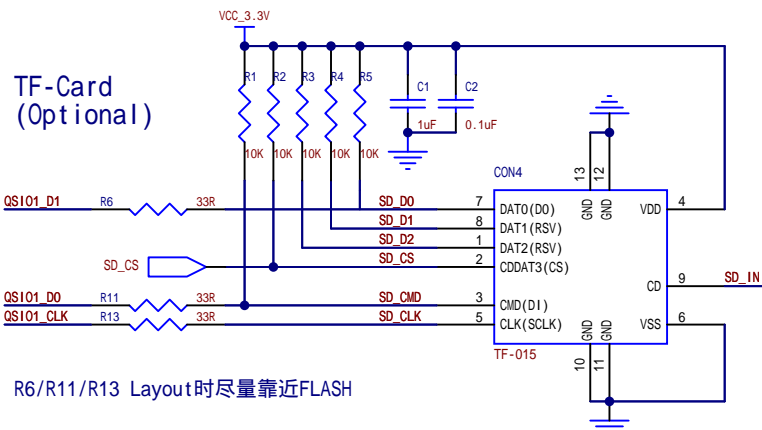 VCC_3.3V
TF-Card
(Optional)
R1 R2 R3 R4 R5 C1 C2
1uF 0.1uF
10K 10K 10K 10K 10K
CON4
13 12
GND GND
QSIO1_D1 R6 33R SD_D0 7 DAT0(D0) VDD 4
SD_D1 8 DAT1(RSV)
SD_D2 1 DAT2(RSV)
SD_CS SD_CS 2 CDDAT3(CS)
CD 9 SD_IN
QSIO1_D0 R11 33R SD_CMD 3 CMD(DI)
QSIO1_CLK R13 33R SD_CLK 5 CLK(SCLK) VSS 6
GND GND
TF-015
10 11
R6/R11/R13 Layout时尽量靠近FLASH